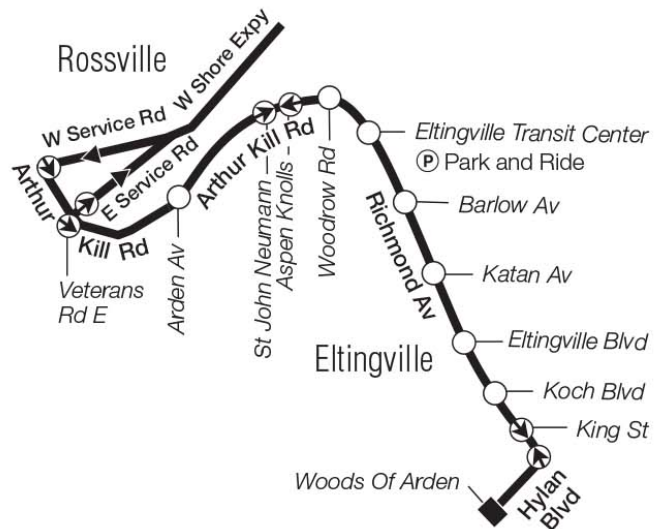 Rossville
W Shore Expy
W Service Rd
E Service Rd
Arthur
Kill Rd
Arthur Kill Rd
Veterans
Rd E
Arden Av
St John Neumann
Aspen Knolls
Woodrow Rd
Eltingville Transit Center
P Park and Ride
Barlow Av
Richmond Av
Katan Av
Eltingville
Eltingville Blvd
Koch Blvd
King St
Woods Of Arden
Hylan
Blvd